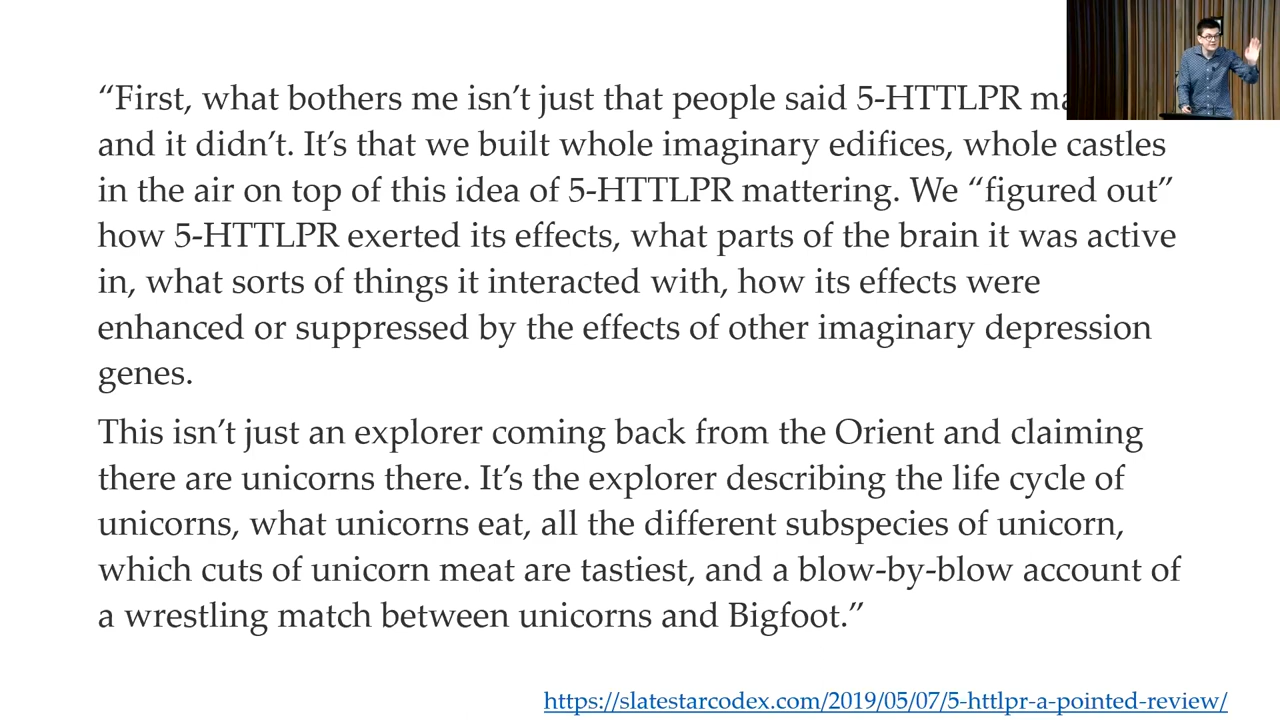 “First, what bothers me isn’t just that people said 5-HTTLPR
and it didn’t. It’s that we built whole imaginary edifices, whole castles
in the air on top of this idea of 5-HTTLPR mattering. We “figured out”
how 5-HTTLPR exerted its effects, what parts of the brain it was active
in, what sorts of things it interacted with, how its effects were
enhanced or suppressed by the effects of other imaginary depression
genes.
This isn’t just an explorer coming back from the Orient and claiming
there are unicorns there. It’s the explorer describing the life cycle of
unicorns, what unicorns eat, all the different subspecies of unicorn,
which cuts of unicorn meat are tastiest, and a blow-by-blow account of
a wrestling match between unicorns and Bigfoot.”
https://slatestarcodex.com/2019/05/07/5-httlpr-a-pointed-review/